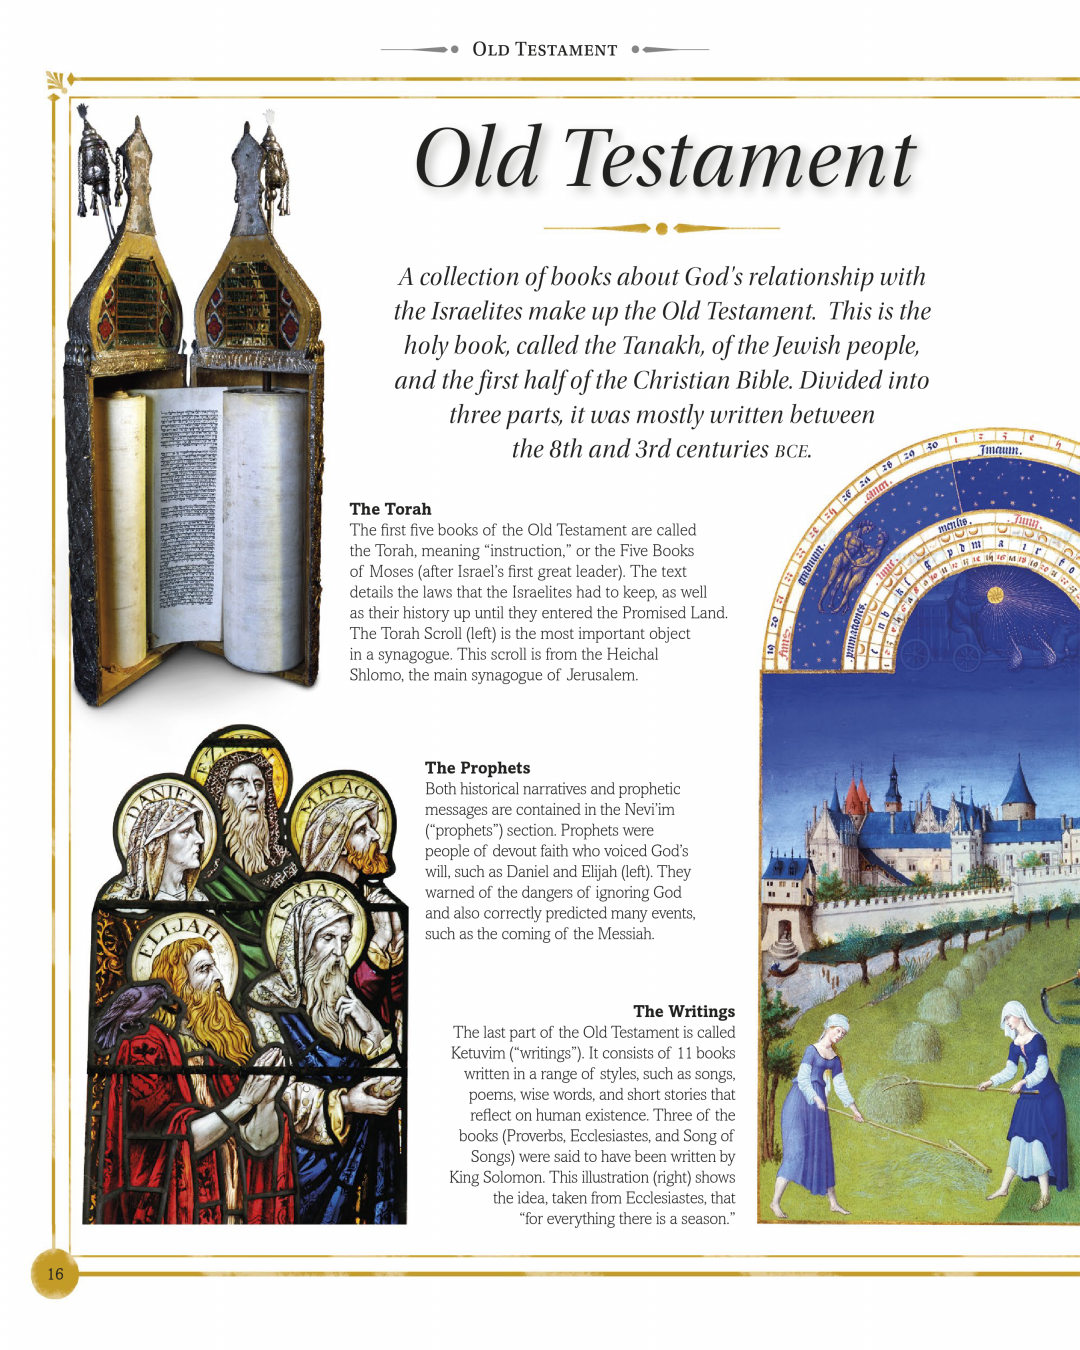 Old Testament
Old Testament
A collection of books about God's relationship with
the Israelites make up the Old Testament. This is the
holy book, called the Tanakh, of the Jewish people,
and the first half of the Christian Bible. Divided into
three parts, it was mostly written between
the 8th and 3rd centuries BCE.
The Torah
The first five books of the Old Testament are called
the Torah, meaning “instruction,” or the Five Books
of Moses (after Israel’s first great leader). The text
details the laws that the Israelites had to keep, as well
as their history up until they entered the Promised Land.
The Torah Scroll (left) is the most important object
in a synagogue. This scroll is from the Heichal
Shlomo, the main synagogue of Jerusalem.
The Prophets
Both historical narratives and prophetic
messages are contained in the Nevi’im
(“prophets”) section. Prophets were
people of devout faith who voiced God’s
will, such as Daniel and Elijah (left). They
warned of the dangers of ignoring God
and also correctly predicted many events,
such as the coming of the Messiah.
DANIEL
ISAIAH
ELIJAH
The Writings
The last part of the Old Testament is called
Ketuvim (“writings”). It consists of 11 books
written in a range of styles, such as songs,
poems, wise words, and short stories that
reflect on human existence. Three of the
books (Proverbs, Ecclesiastes, and Song of
Songs) were said to have been written by
King Solomon. This illustration (right) shows
the idea, taken from Ecclesiastes, that
“for everything there is a season.”
16